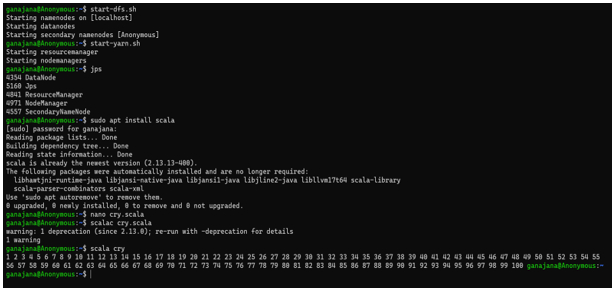 ganajana@Anonymous:~$ start-dfs.sh
Starting namenodes on [localhost]
Starting datanodes
Starting secondary namenodes [Anonymous]
ganajana@Anonymous:~$ start-yarn.sh
Starting resourcemanager
Starting nodemanagers
ganajana@Anonymous:~$ jps
4354 DataNode
5160 Jps
4841 ResourceManager
4971 NodeManager
4557 SecondaryNameNode
ganajana@Anonymous:~$ sudo apt install scala
[sudo] password for ganajana:
Reading package lists... Done
Building dependency tree... Done
Reading state information... Done
scala is already the newest version (2.13.13-400).
The following packages were automatically installed and are no longer required:
  libhawtjni-runtime-java libjansi-native-java libjansi1-java libjline2-java libllvm17t64 scala-library
  scala-parser-combinators scala-xml
Use 'sudo apt autoremove' to remove them.
0 upgraded, 0 newly installed, 0 to remove and 0 not upgraded.
ganajana@Anonymous:~$ nano cry.scala
ganajana@Anonymous:~$ scalac cry.scala
warning: 1 deprecation (since 2.13.0); re-run with -deprecation for details
1 warning
ganajana@Anonymous:~$ scala cry
1 2 3 4 5 6 7 8 9 10 11 12 13 14 15 16 17 18 19 20 21 22 23 24 25 26 27 28 29 30 31 32 33 34 35 36 37 38 39 40 41 42 43 44 45 46 47 48 49 50 51 52 53 54 55
56 57 58 59 60 61 62 63 64 65 66 67 68 69 70 71 72 73 74 75 76 77 78 79 80 81 82 83 84 85 86 87 88 89 90 91 92 93 94 95 96 97 98 99 100 ganajana@Anonymous:~
ganajana@Anonymous:~$